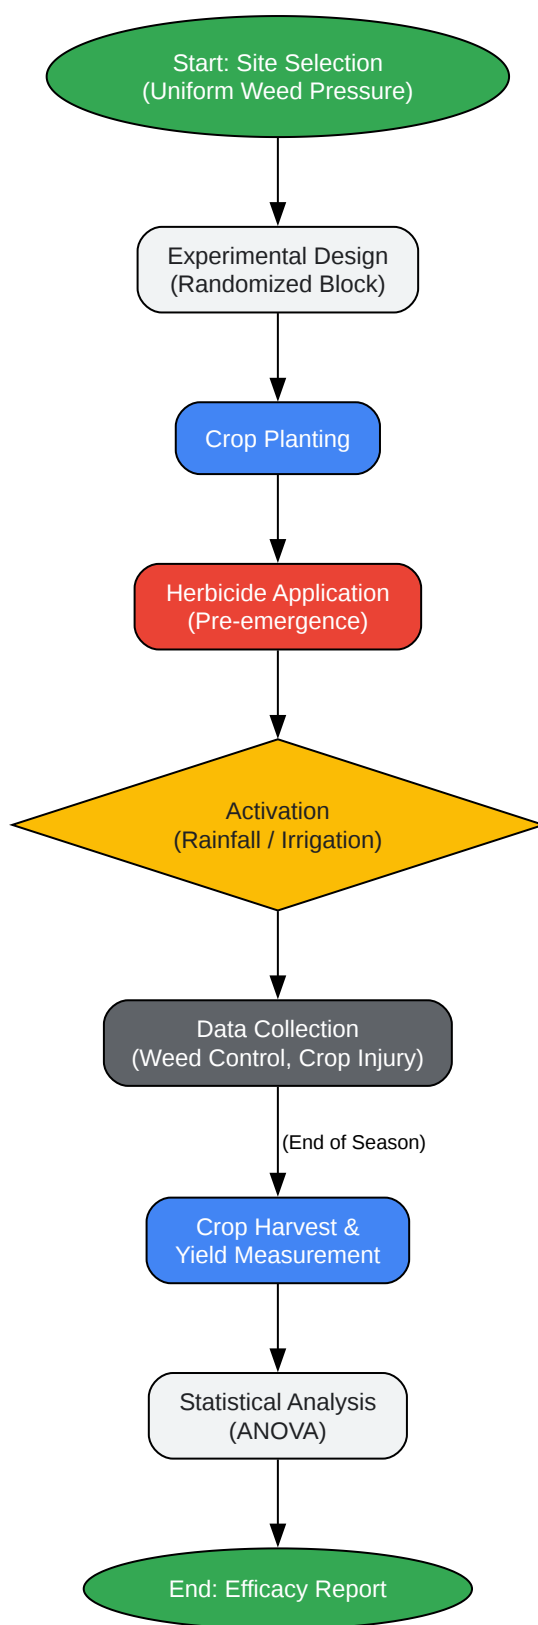 Start: Site Selection
(Uniform Weed Pressure)
Experimental Design
(Randomized Block)
Crop Planting
Herbicide Application
(Pre-emergence)
Activation
(Rainfall / Irrigation)
Data Collection
(Weed Control, Crop Injury)
(End of Season)
Crop Harvest &
Yield Measurement
Statistical Analysis
(ANOVA)
End: Efficacy Report